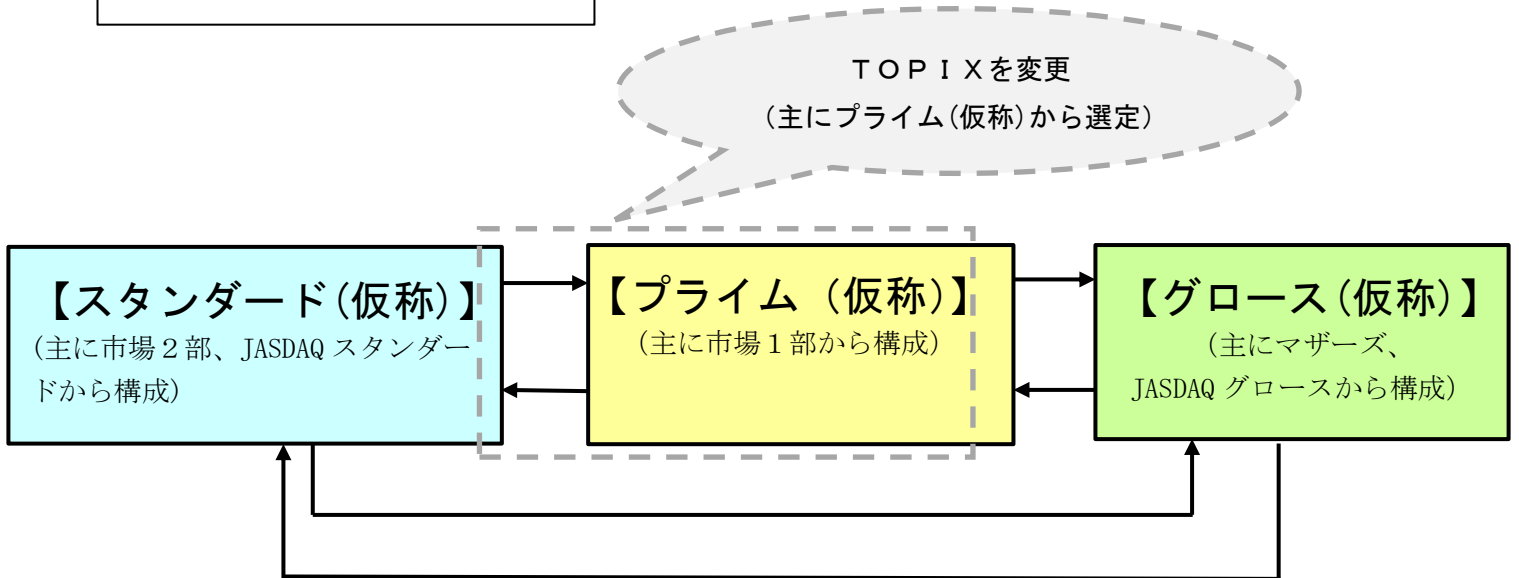 ＴＯＰＩＸを変更
（主にプライム(仮称)から選定）
【スタンダード(仮称)】
（主に市場２部、JASDAQ スタンダー
ドから構成）
【プライム（仮称)】
（主に市場１部から構成）
【グロース(仮称)】
（主にマザーズ、
JASDAQ グロースから構成）